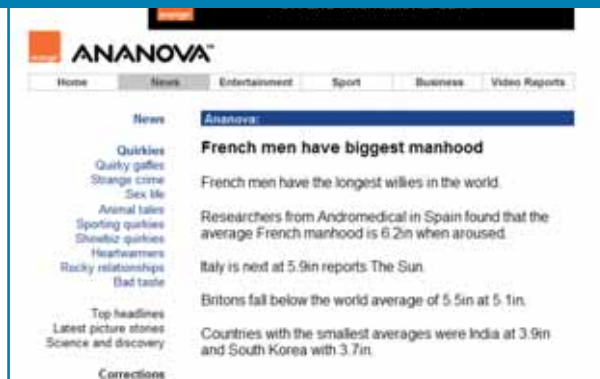 orange
ANANOVA™
Home News Entertainment Sport Business Video Reports
News
Quirkies
Quirky gaffes
Strange crime
Sex life
Animal tales
Sporting quirkies
Showbiz quirkies
Heartwarmers
Rocky relationships
Bad taste
Top headlines
Latest picture stories
Science and discovery
Corrections
Ananova:
French men have biggest manhood
French men have the longest willies in the world.
Researchers from Andromedical in Spain found that the
average French manhood is 6.2in when aroused.
Italy is next at 5.9in reports The Sun.
Britons fall below the world average of 5.5in at 5.1in.
Countries with the smallest averages were India at 3.9in
and South Korea with 3.7in.